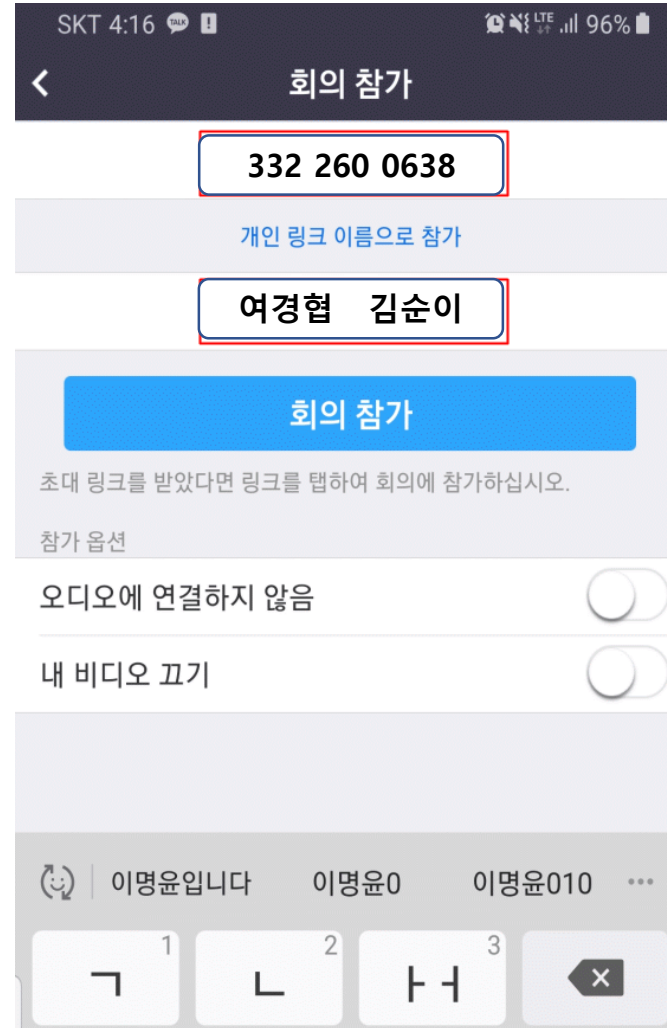 SKT 4:16 TALK ! LTE 96%
회의 참가
332 260 0638
개인 링크 이름으로 참가
여경협 김순이
회의 참가
초대 링크를 받았다면 링크를 탭하여 회의에 참가하십시오.
참가 옵션
오디오에 연결하지 않음
내 비디오 끄기
이명윤입니다 이명윤0 이명윤010 •••
ㄱ 1 ㄴ 2 ㅏㅓ 3